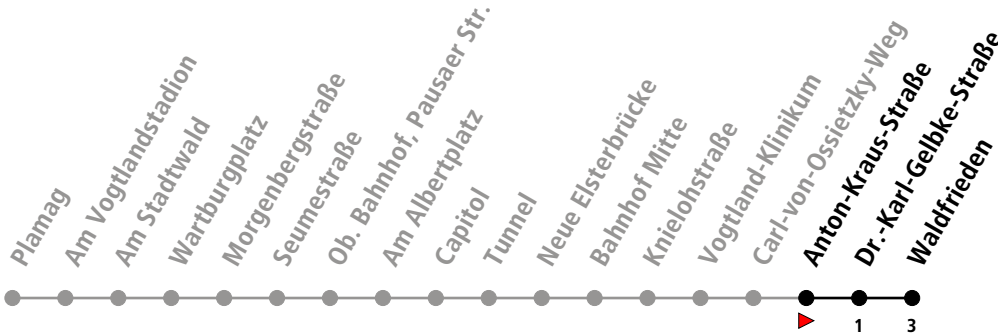 Plamag
Am Vogtlandstadion
Am Stadtwald
Wartburgplatz
Morgenbergstraße
Seumestraße
Ob. Bahnhof, Pausaer Str.
Am Albertplatz
Capitol
Tunnel
Neue Elsterbrücke
Bahnhof Mitte
Knielohstraße
Vogtland-Klinikum
Carl-von-Ossietzky-Weg
Anton-Kraus-Straße
Dr.-Karl-Gelbke-Straße
Waldfrieden
1 3